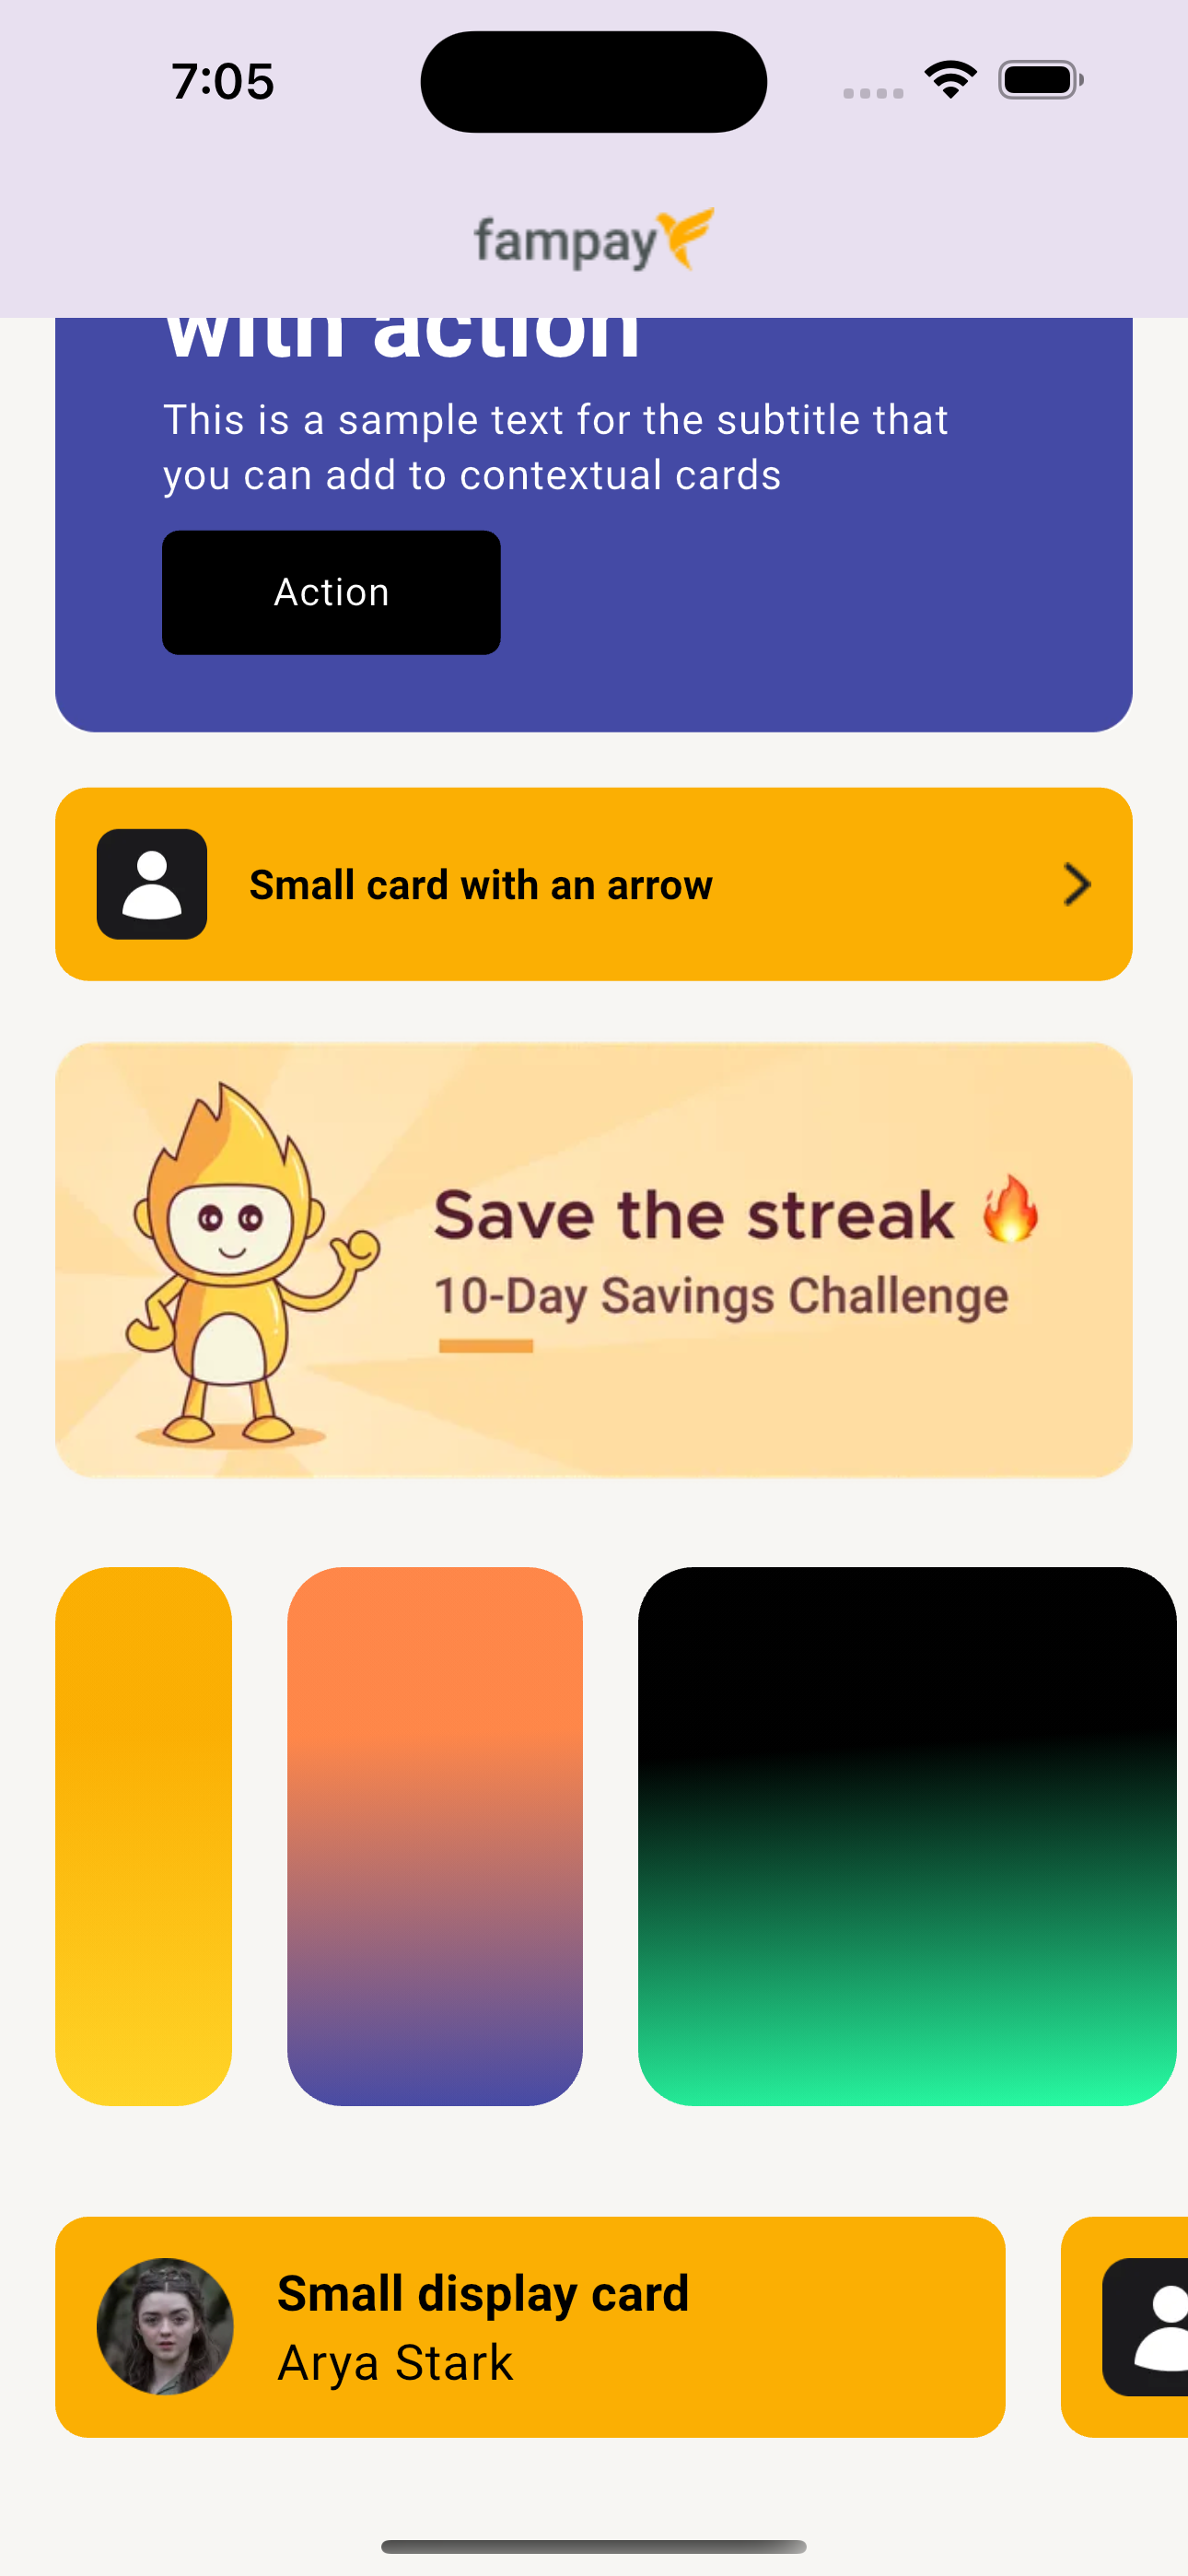 7:05
fampay
with action
This is a sample text for the subtitle that
you can add to contextual cards
Action
Small card with an arrow
Save the streak 🔥
10-Day Savings Challenge
Small display card
Arya Stark